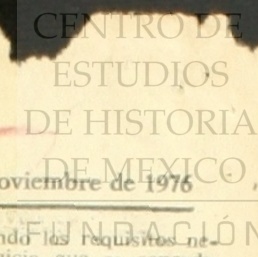 CENTRO DE
ESTUDIOS
DE HISTORIA
DE MEXICO
oviembre de 1976
FUNDACIÓN
ndo los requisitos ne-